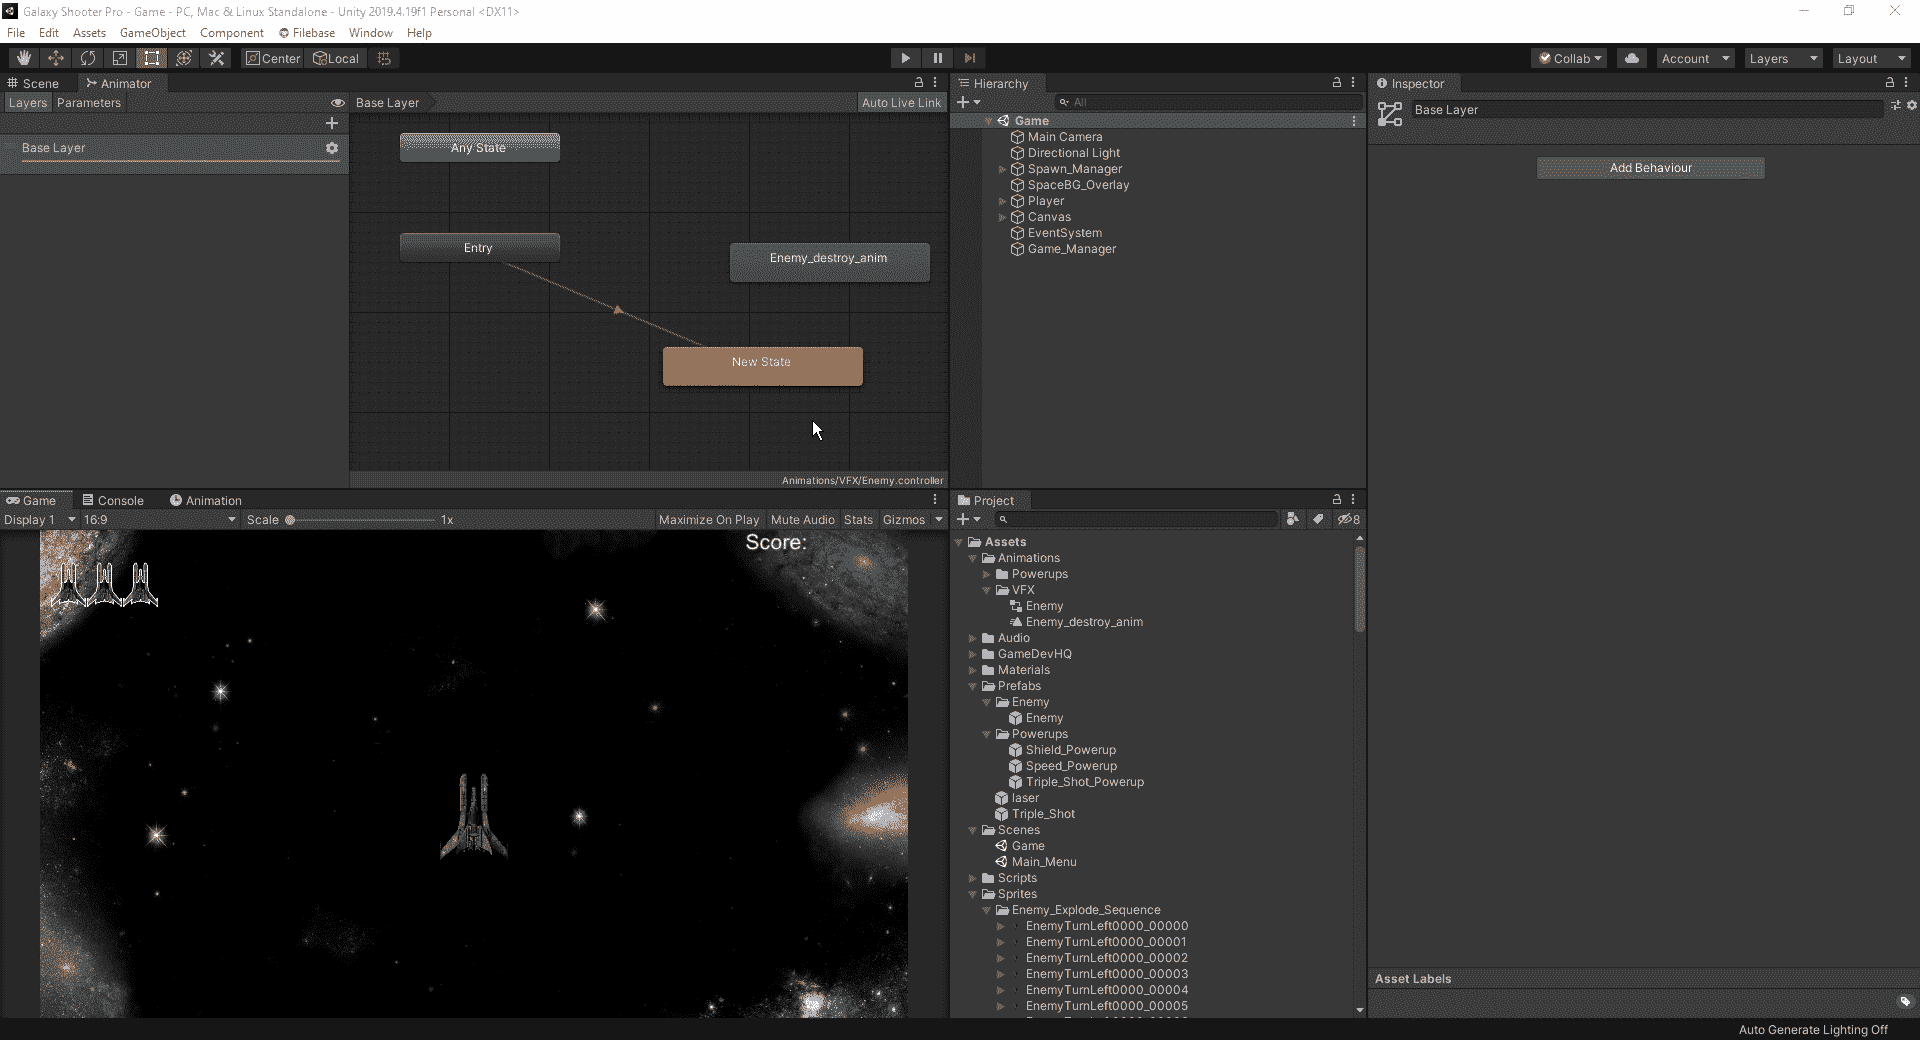 Galaxy Shooter Pro - Game - PC, Mac & Linux Standalone - Unity 2019.4.19f1 Personal <DX11>
File Edit Assets GameObject Component Filebase Window Help
Center Local Collab Account Layers Layout
Scene Animator
Layers Parameters Base Layer Auto Live Link
Base Layer
Any State
Entry
Enemy_destroy_anim
New State
Animations/VFX/Enemy.controller
Hierarchy
All
Game
Main Camera
Directional Light
Spawn_Manager
SpaceBG_Overlay
Player
Canvas
EventSystem
Game_Manager
Inspector
Base Layer
Add Behaviour
Game Console Animation
Display 1 16:9 Scale 1x Maximize On Play Mute Audio Stats Gizmos
Score:
Project
8
Assets
Animations
Powerups
VFX
Enemy
Enemy_destroy_anim
Audio
GameDevHQ
Materials
Prefabs
Enemy
Enemy
Powerups
Shield_Powerup
Speed_Powerup
Triple_Shot_Powerup
laser
Triple_Shot
Scenes
Game
Main_Menu
Scripts
Sprites
Enemy_Explode_Sequence
EnemyTurnLeft0000_00000
EnemyTurnLeft0000_00001
EnemyTurnLeft0000_00002
EnemyTurnLeft0000_00003
EnemyTurnLeft0000_00004
EnemyTurnLeft0000_00005
Asset Labels
Auto Generate Lighting Off